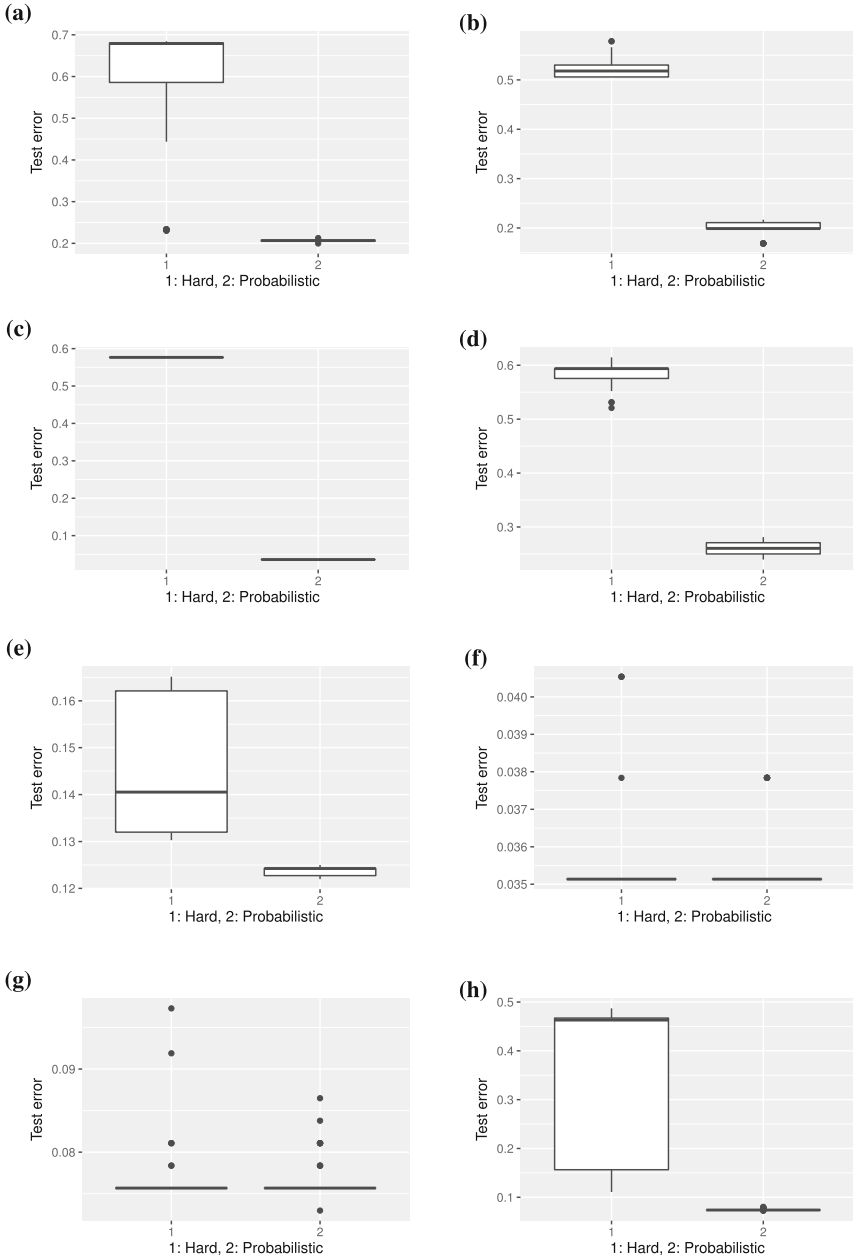 (a)
0.7
0.6
0.5
0.4
0.3
0.2
Test error
1 2
1: Hard, 2: Probabilistic
(b)
0.5
0.4
0.3
0.2
Test error
1 2
1: Hard, 2: Probabilistic
(c)
0.6
0.5
0.4
0.3
0.2
0.1
Test error
1 2
1: Hard, 2: Probabilistic
(d)
0.6
0.5
0.4
0.3
Test error
1 2
1: Hard, 2: Probabilistic
(e)
0.16
0.15
0.14
0.13
0.12
Test error
1 2
1: Hard, 2: Probabilistic
(f)
0.040
0.039
0.038
0.037
0.036
0.035
Test error
1 2
1: Hard, 2: Probabilistic
(g)
0.09
0.08
Test error
1 2
1: Hard, 2: Probabilistic
(h)
0.5
0.4
0.3
0.2
0.1
Test error
1 2
1: Hard, 2: Probabilistic